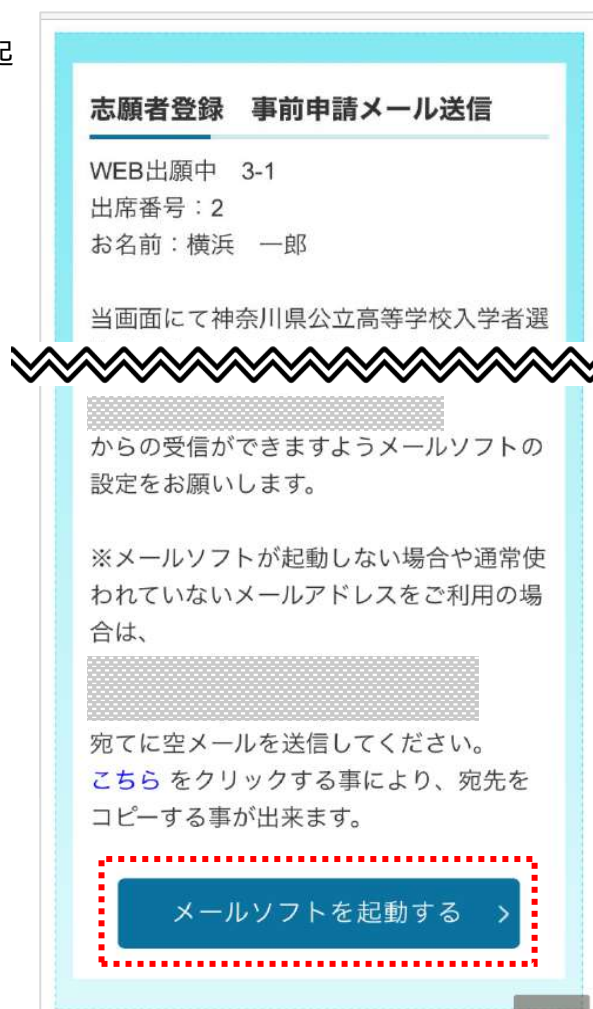 起
志願者登録　事前申請メール送信
WEB出願中　3-1
出席番号：2
お名前：横浜　一郎
当画面にて神奈川県公立高等学校入学者選
からの受信ができますようメールソフトの
設定をお願いします。
※メールソフトが起動しない場合や通常使
われていないメールアドレスをご利用の場
合は、
宛てに空メールを送信してください。
こちら をクリックする事により、宛先を
コピーする事が出来ます。
メールソフトを起動する　>